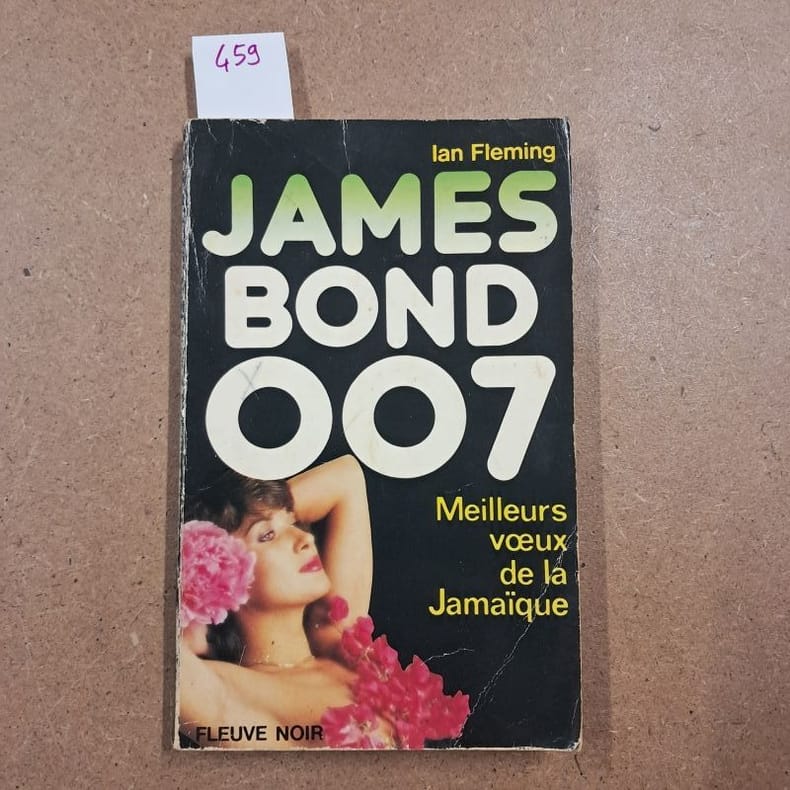 459
Ian Fleming
JAMES
BOND
007
Meilleurs
vœux
de la
Jamaïque
FLEUVE NOIR